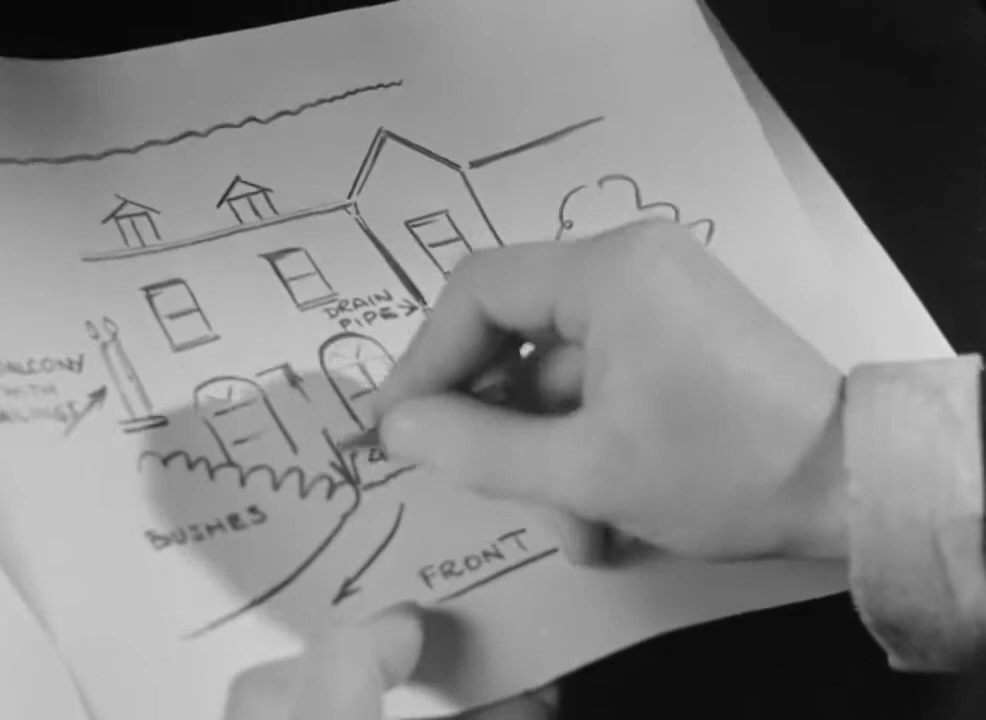 DRAIN
PIPE
BALCONY
WITH
BUSHES
FRONT